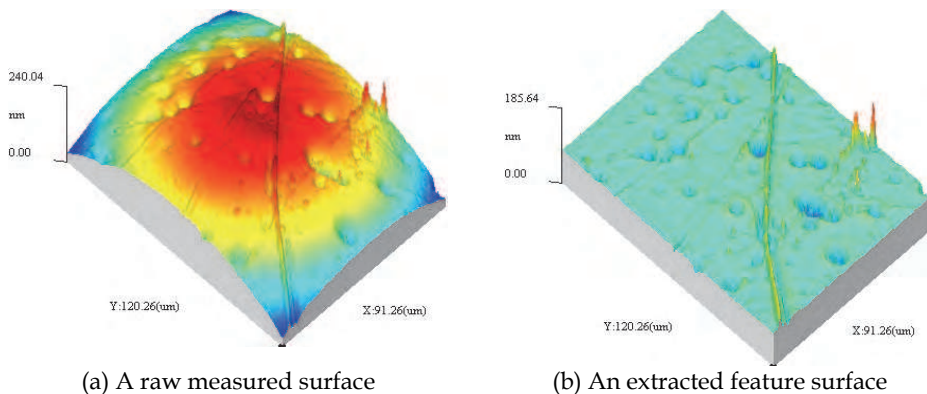 240.04
nm
0.00
Y:120.26(um)
X:91.26(um)
(a) A raw measured surface
185.64
nm
0.00
Y:120.26(um)
X:91.26(um)
(b) An extracted feature surface